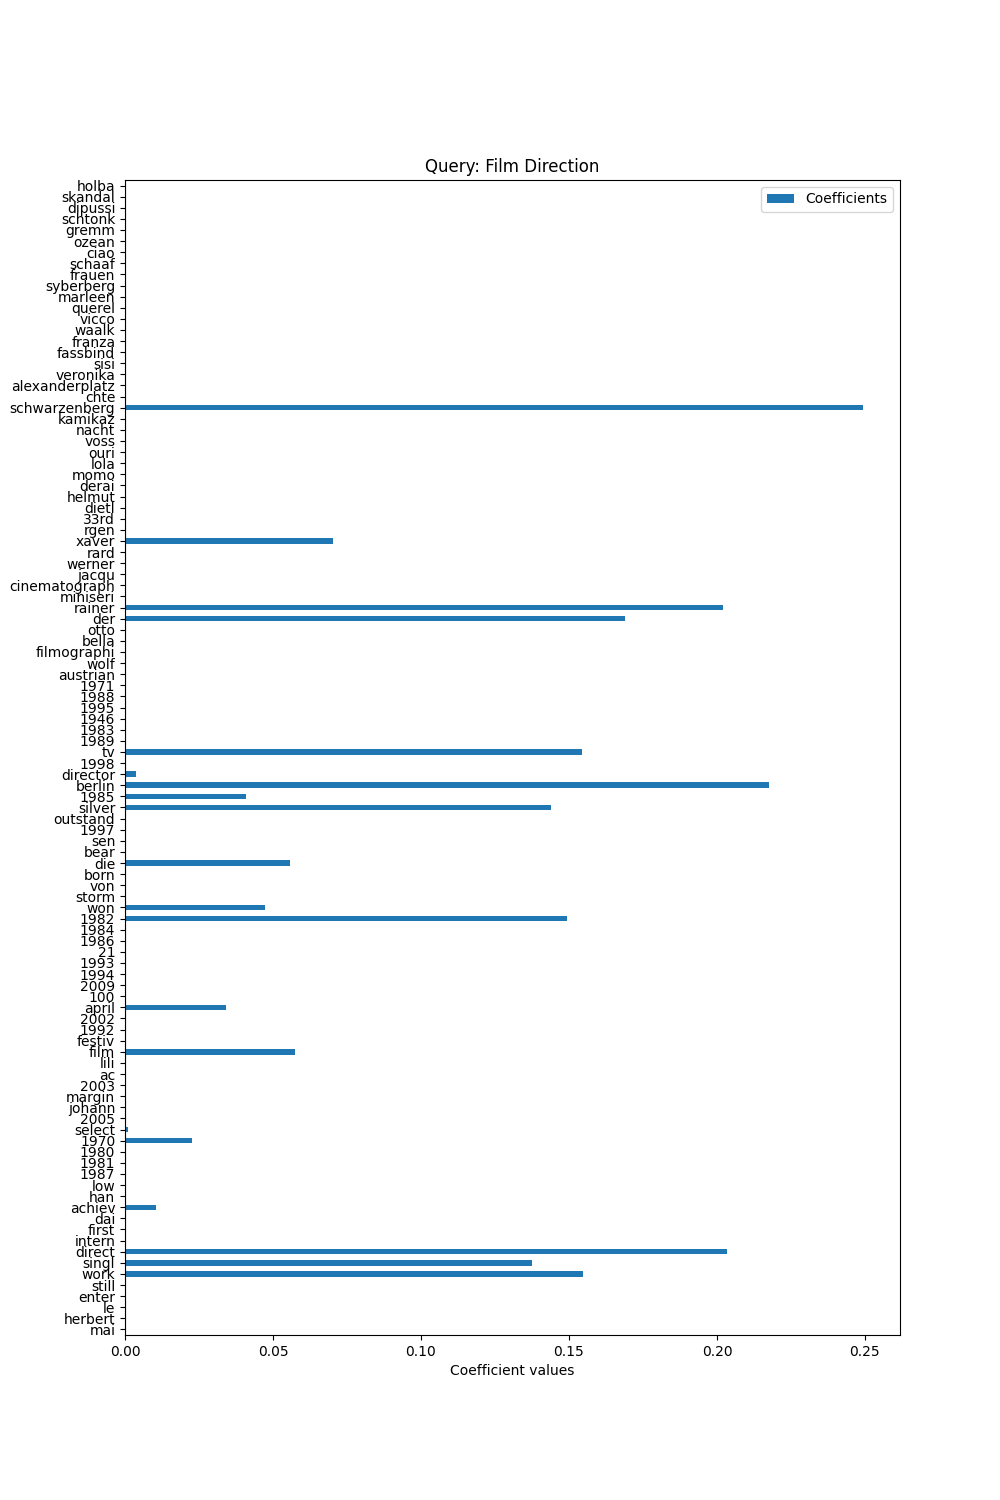 Query: Film Direction
Coefficients
holba
skandal
dipussi
schtonk
gremm
ozean
ciao
schaaf
frauen
syberberg
marleen
querel
vicco
waalk
franza
fassbind
sisi
veronika
alexanderplatz
chte
schwarzenberg
kamikaz
nacht
voss
ouri
lola
momo
derai
helmut
dietl
33rd
rgen
xaver
rard
werner
jacqu
cinematograph
miniseri
rainer
der
otto
bella
filmographi
wolf
austrian
1971
1988
1995
1946
1983
1989
tv
1998
director
berlin
1985
silver
outstand
1997
sen
bear
die
born
von
storm
won
1982
1984
1986
21
1993
1994
2009
100
april
2002
1992
festiv
film
lili
ac
2003
margin
johann
2005
select
1970
1980
1981
1987
low
han
achiev
dai
first
intern
direct
singl
work
still
enter
le
herbert
mai
0.00 0.05 0.10 0.15 0.20 0.25
Coefficient values